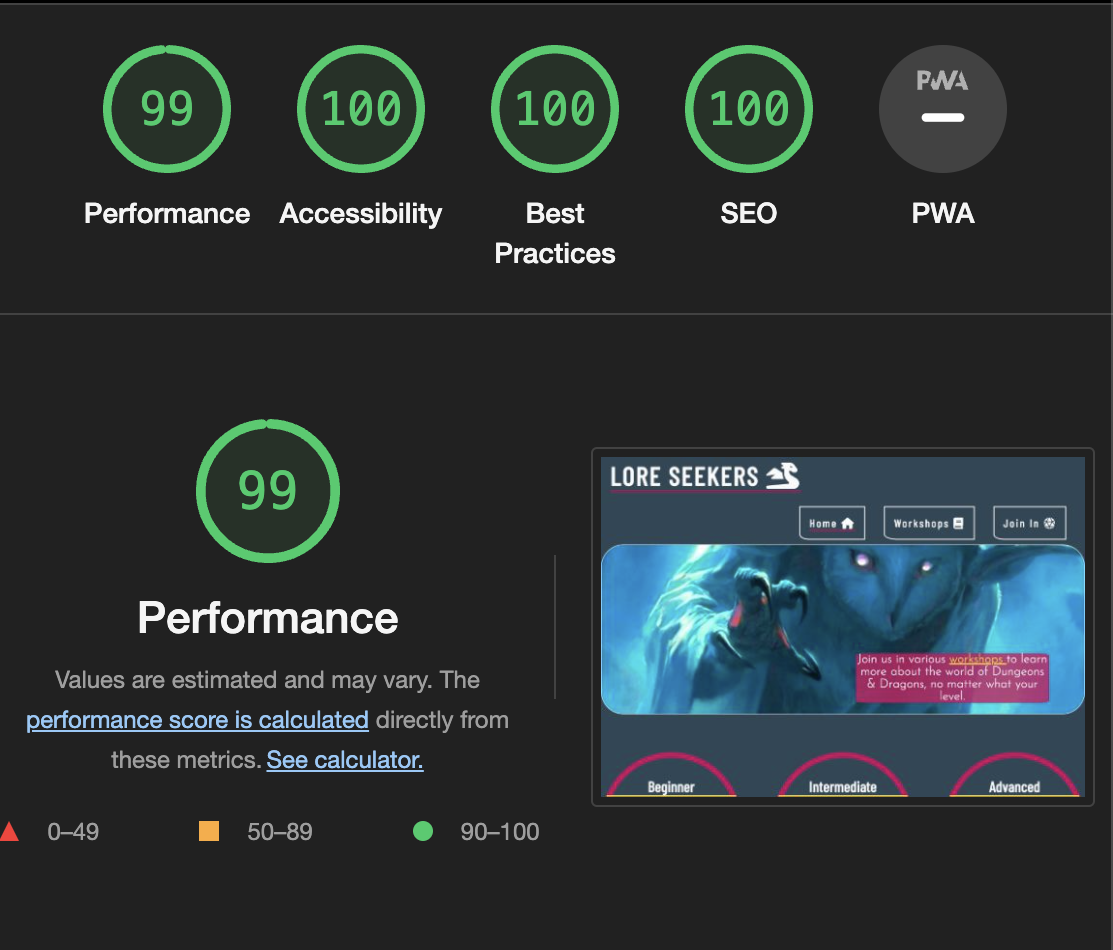 99
100
100
100
PWA
Performance
Accessibility
Best
Practices
SEO
PWA
99
Performance
Values are estimated and may vary. The
performance score is calculated directly from
these metrics. See calculator.
0–49
50–89
90–100
LORE SEEKERS
Home
Workshops
Join In
Join us in various workshops to learn
more about the world of Dungeons
& Dragons, no matter what your
level.
Beginner
Intermediate
Advanced